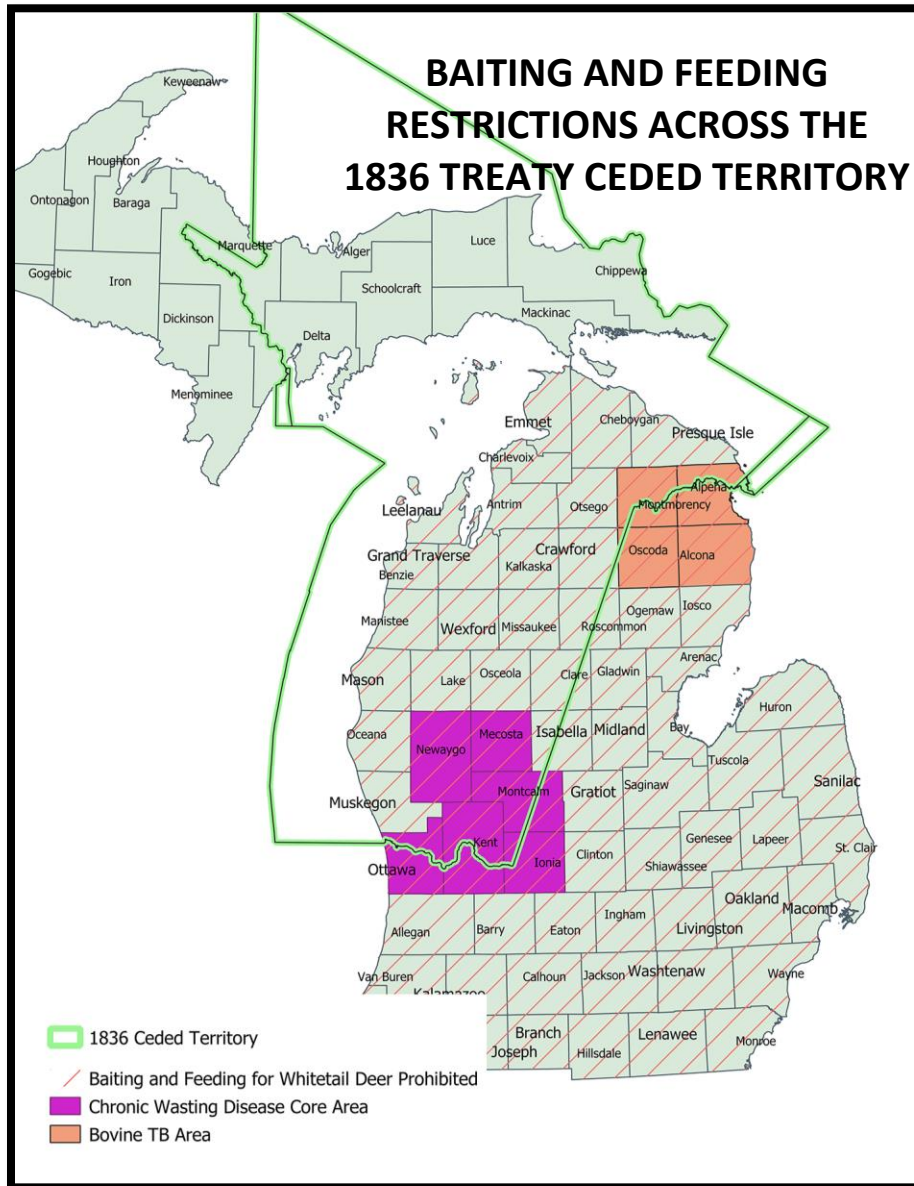 BAITING AND FEEDING
RESTRICTIONS ACROSS THE
1836 TREATY CEDED TERRITORY
Keweenaw
Houghton
Ontonagon
Baraga
Gogebic
Iron
Marquette
Alger
Luce
Schoolcraft
Chippewa
Mackinac
Dickinson
Delta
Menominee
Emmet
Cheboygan
Presque Isle
Charlevoix
Alpena
Leelanau
Antrim
Otsego
Montmorency
Grand Traverse
Crawford
Oscoda
Alcona
Benzie
Kalkaska
Manistee
Wexford
Missaukee
Roscommon
Ogemaw
Iosco
Arenac
Mason
Lake
Osceola
Clare
Gladwin
Huron
Oceana
Newaygo
Mecosta
Isabella
Midland
Bay
Tuscola
Sanilac
Muskegon
Montcalm
Gratiot
Saginaw
Kent
Ionia
Clinton
Shiawassee
Genesee
Lapeer
St. Clair
Ottawa
Oakland
Macomb
Allegan
Barry
Eaton
Ingham
Livingston
Van Buren
Kalamazoo
Calhoun
Jackson
Washtenaw
Wayne
Joseph
Branch
Hillsdale
Lenawee
Monroe
1836 Ceded Territory
Baiting and Feeding for Whitetail Deer Prohibited
Chronic Wasting Disease Core Area
Bovine TB Area